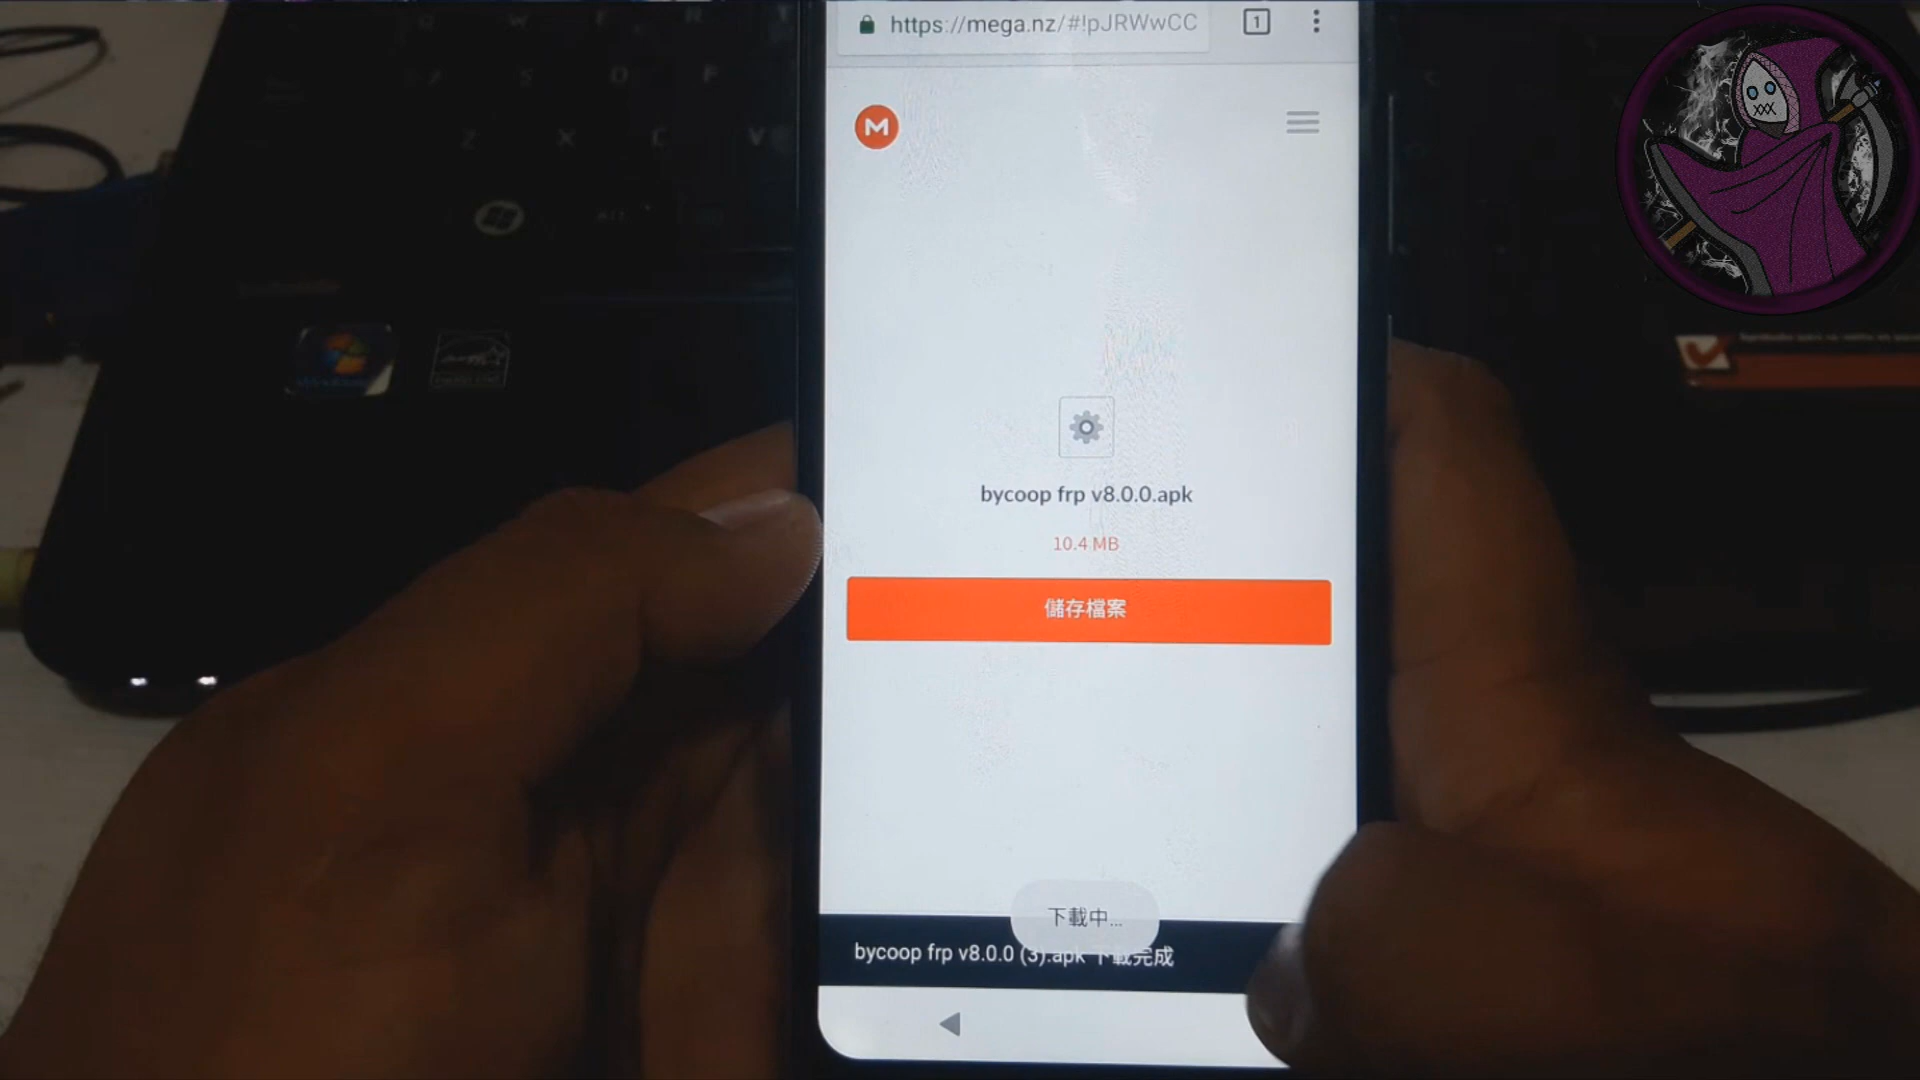 https://mega.nz/#!pJRWwCC
1
M
bycoop frp v8.0.0.apk
10.4 MB
儲存檔案
下載中...
bycoop frp v8.0.0 (3).apk 下載完成